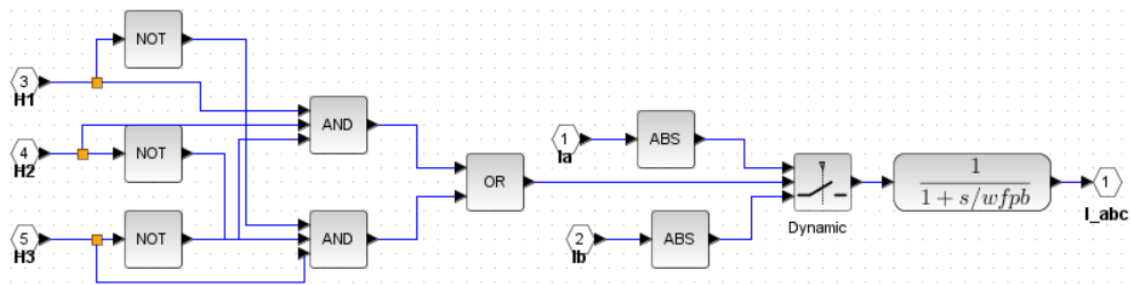 NOT
3
H1
AND
1
Ia
ABS
4
H2
NOT
OR
Dynamic
1
1 + s/wfpb
1
I_abc
5
H3
NOT
AND
2
Ib
ABS